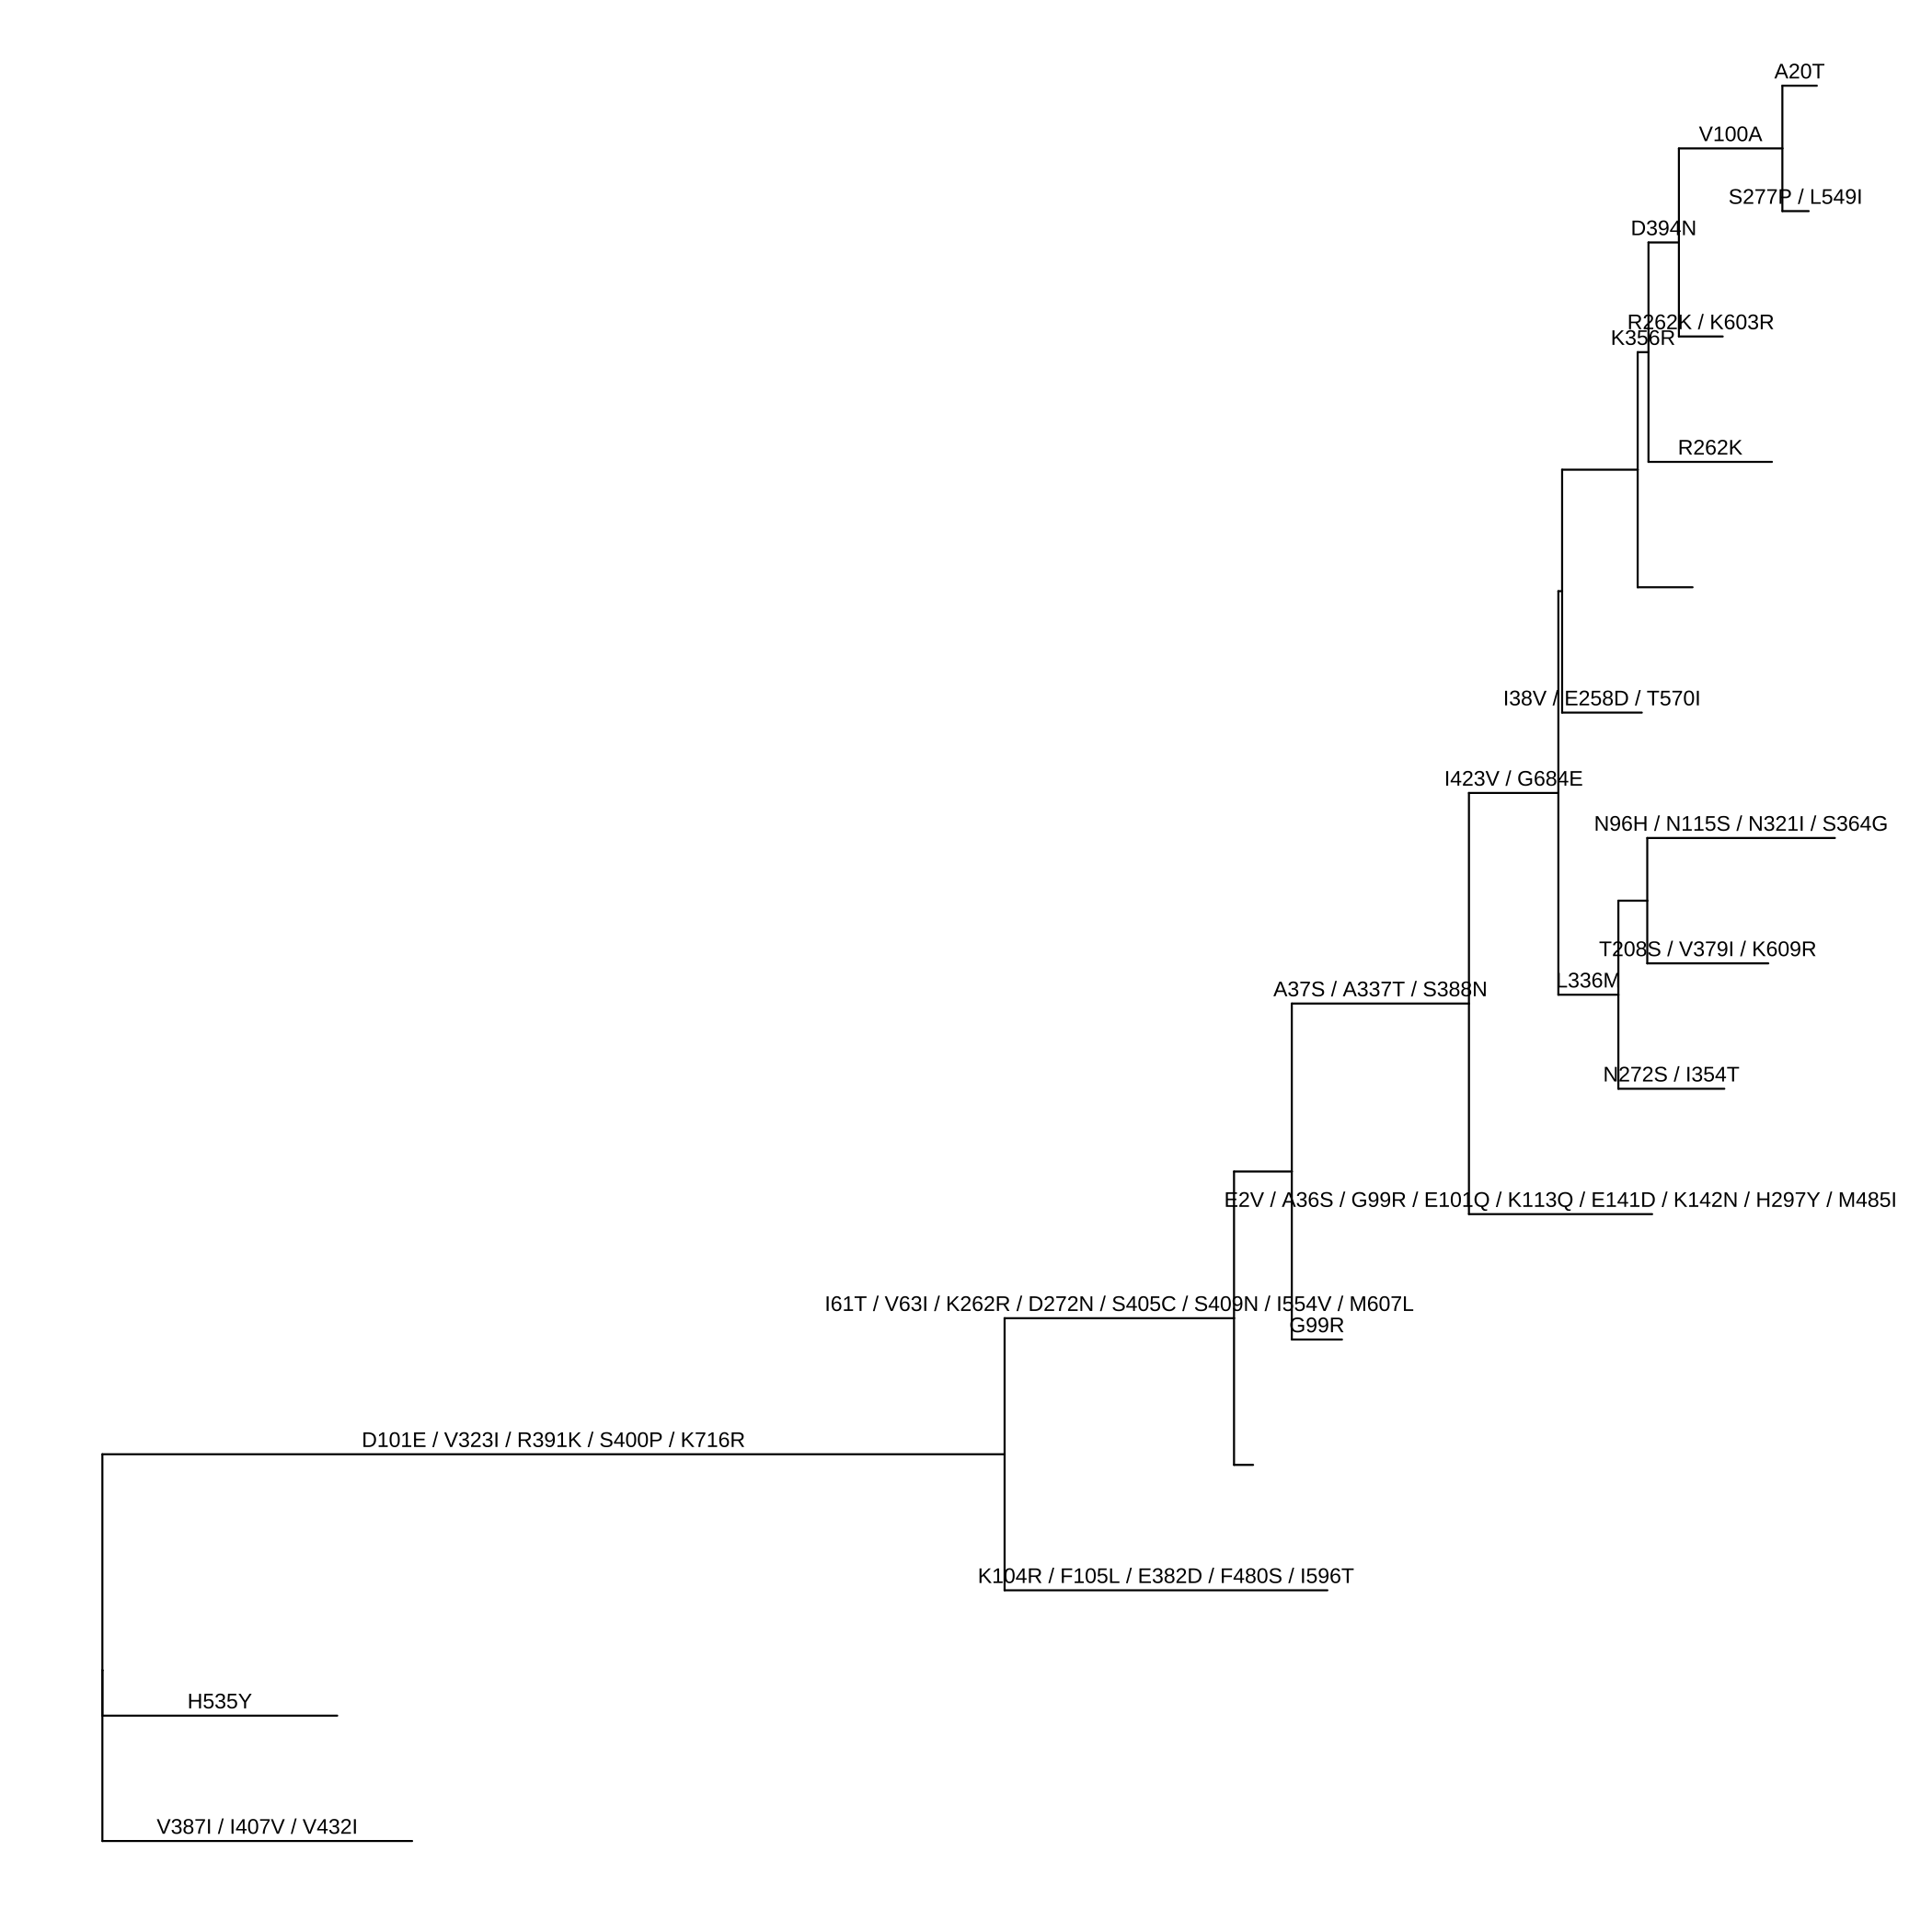 A20T
V100A
S277P / L549I
D394N
R262K / K603R
K356R
R262K
I38V / E258D / T570I
I423V / G684E
N96H / N115S / N321I / S364G
T208S / V379I / K609R
L336M
A37S / A337T / S388N
N272S / I354T
E2V / A36S / G99R / E101Q / K113Q / E141D / K142N / H297Y / M485I
I61T / V63I / K262R / D272N / S405C / S409N / I554V / M607L
G99R
D101E / V323I / R391K / S400P / K716R
K104R / F105L / E382D / F480S / I596T
H535Y
V387I / I407V / V432I